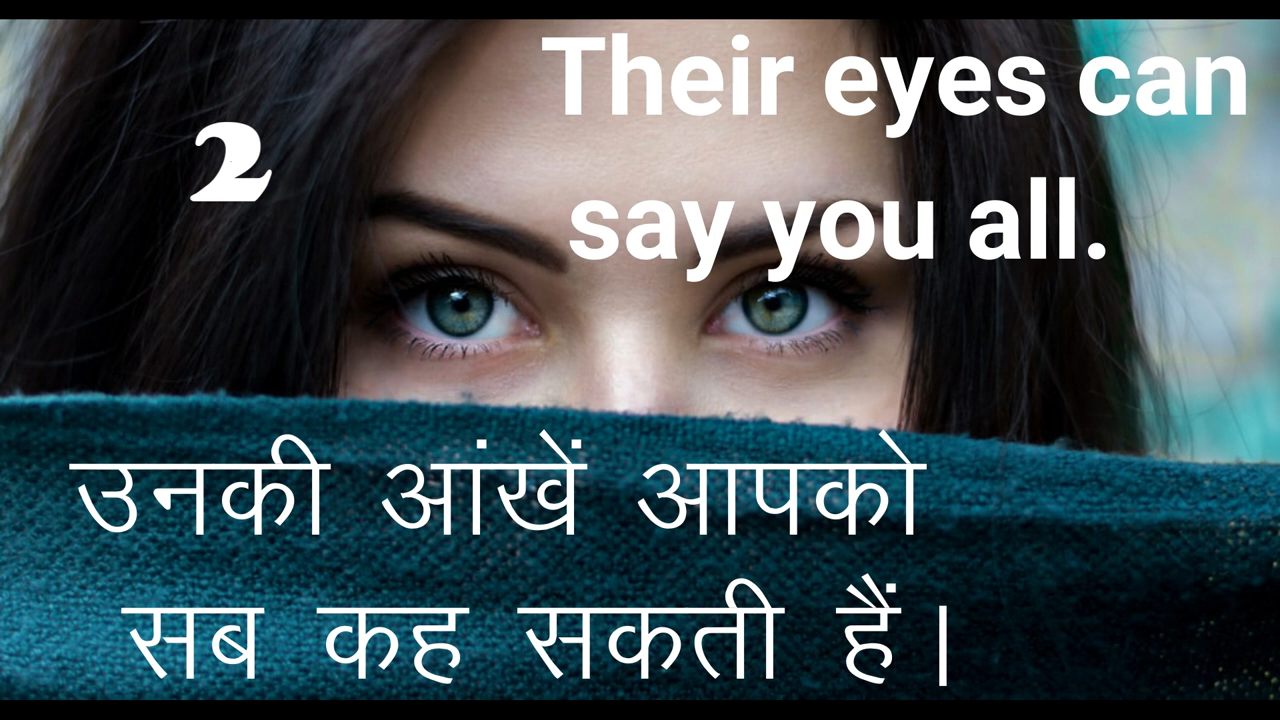 Their eyes can
2
say you all.
उनकी आंखें आपको
सब कह सकती हैं।